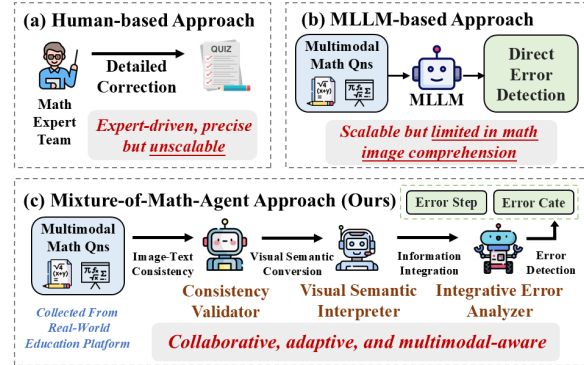 (a) Human-based Approach
Detailed
Correction
QUIZ
Math
Expert
Team
Expert-driven, precise
but unscalable
(b) MLLM-based Approach
Multimodal
Math Qns
MLLM
Direct
Error
Detection
Scalable but limited in math
image comprehension
(c) Mixture-of-Math-Agent Approach (Ours)
Error Step
Error Cate
Multimodal
Math Qns
Image-Text
Consistency
Visual Semantic
Conversion
Information
Integration
Error
Detection
Consistency
Validator
Visual Semantic
Interpreter
Integrative Error
Analyzer
Collected From
Real-World
Education Platform
Collaborative, adaptive, and multimodal-aware